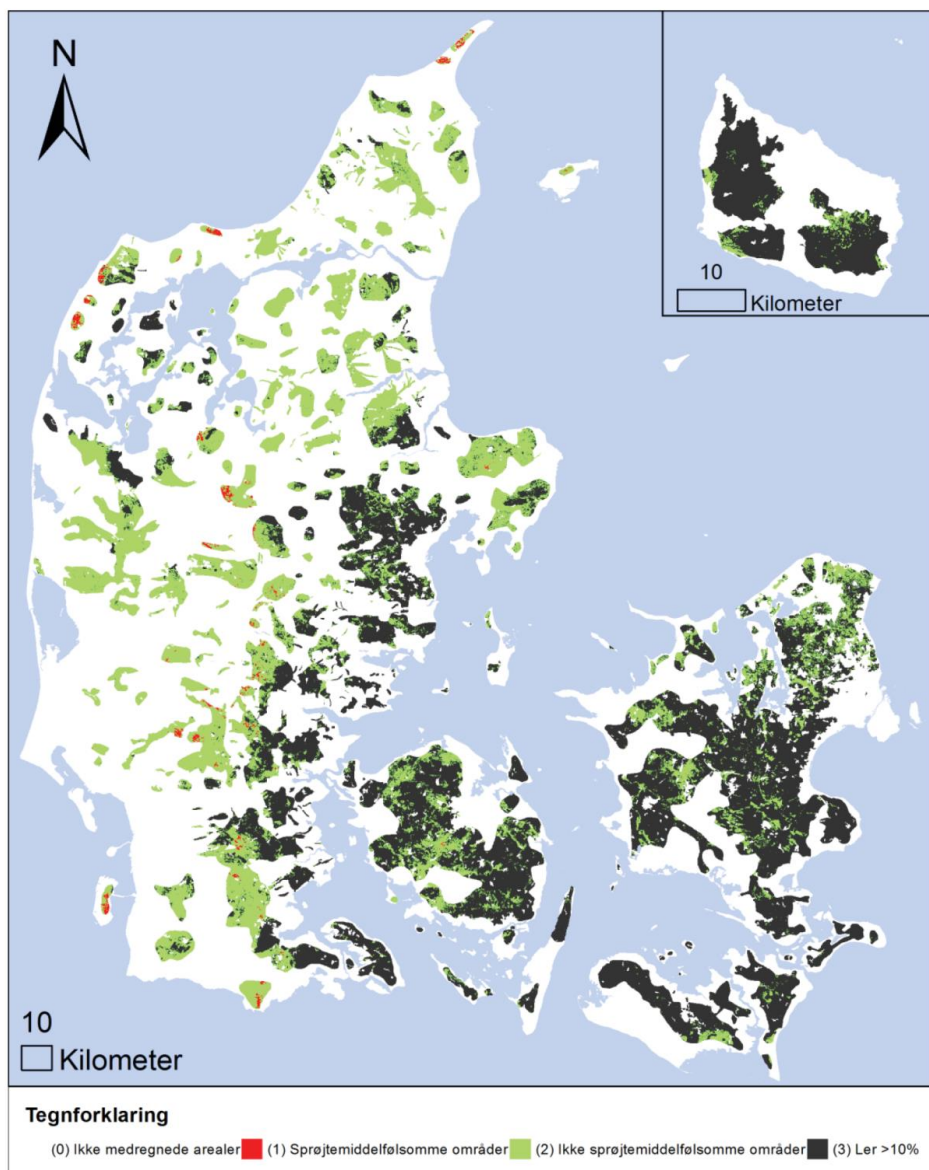 N
10
Kilometer
10
Kilometer
Tegnforklaring
(0) Ikke medregnede arealer (1) Sprøjtemiddelfølsomme områder (2) Ikke sprøjtemiddelfølsomme områder (3) Ler >10%